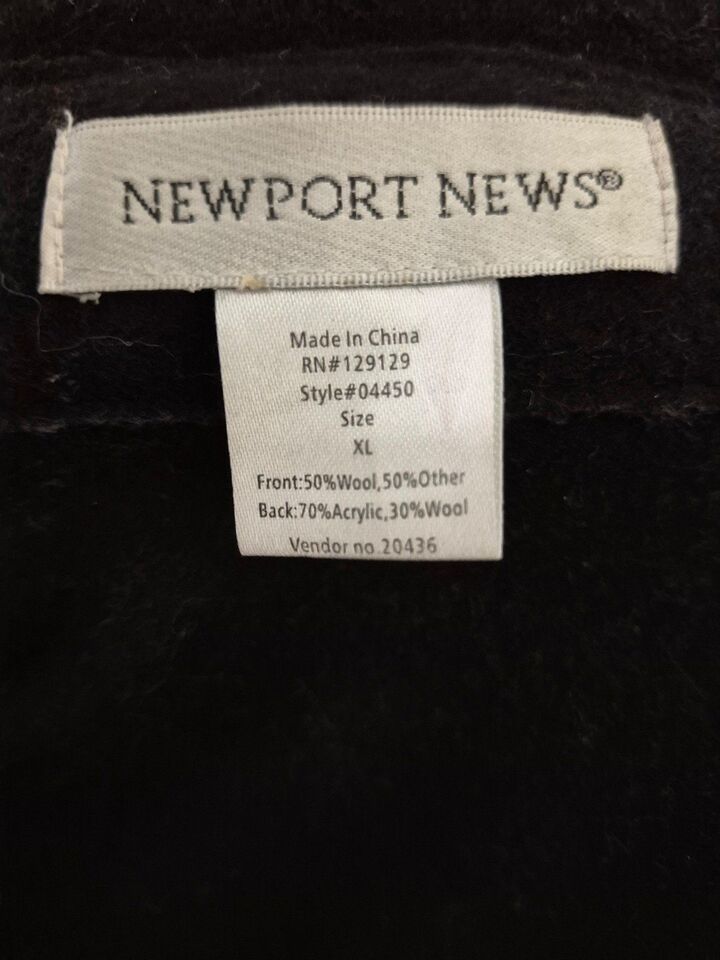 NEWPORT NEWS®
Made In China
RN#129129
Style#04450
Size
XL
Front:50%Wool,50%Other
Back:70%Acrylic,30%Wool
Vendor no.20436